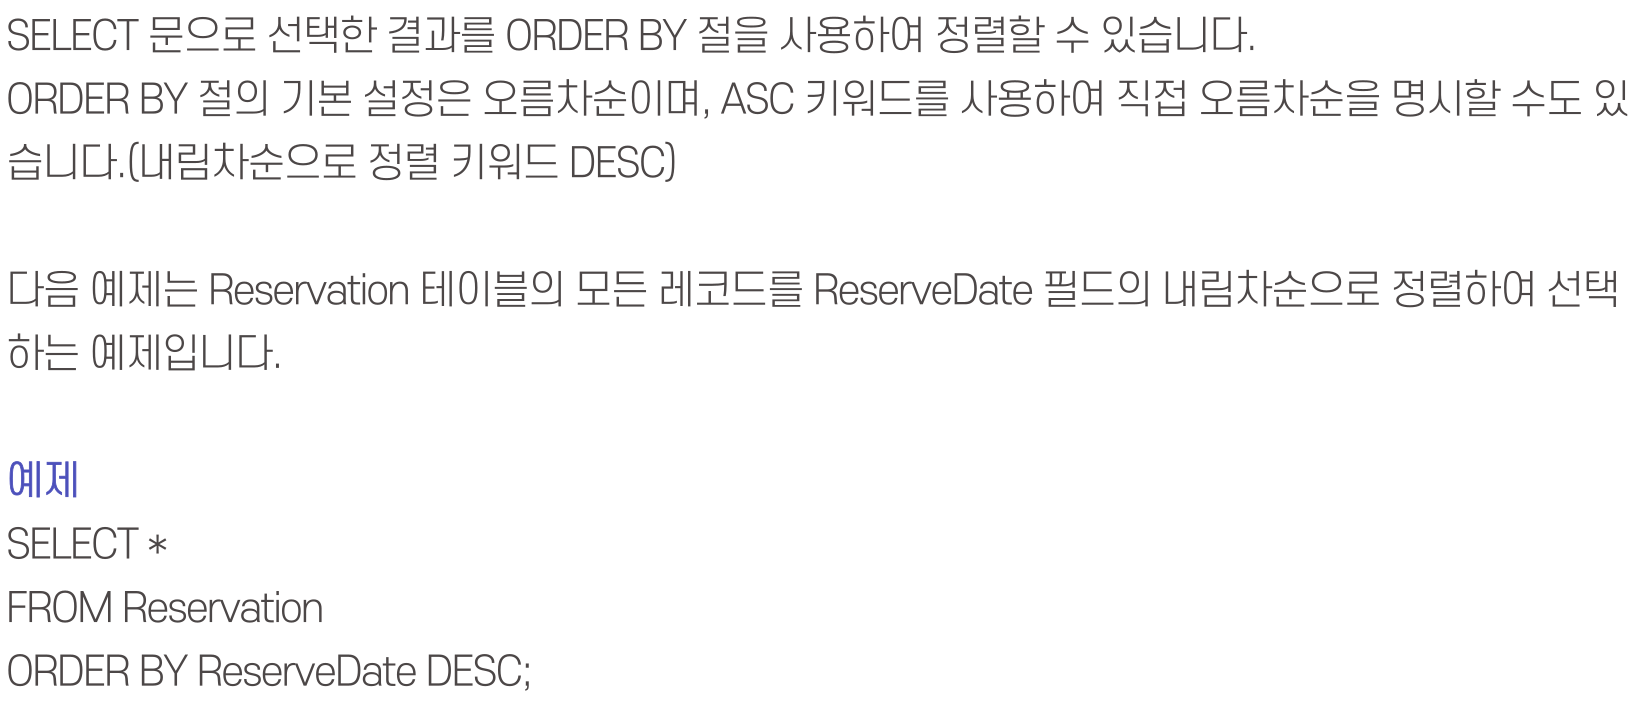 SELECT 문으로 선택한 결과를 ORDER BY 절을 사용하여 정렬할 수 있습니다.
ORDER BY 절의 기본 설정은 오름차순이며, ASC 키워드를 사용하여 직접 오름차순을 명시할 수도 있
습니다.(내림차순으로 정렬 키워드 DESC)
다음 예제는 Reservation 테이블의 모든 레코드를 ReserveDate 필드의 내림차순으로 정렬하여 선택
하는 예제입니다.
예제
SELECT *
FROM Reservation
ORDER BY ReserveDate DESC;